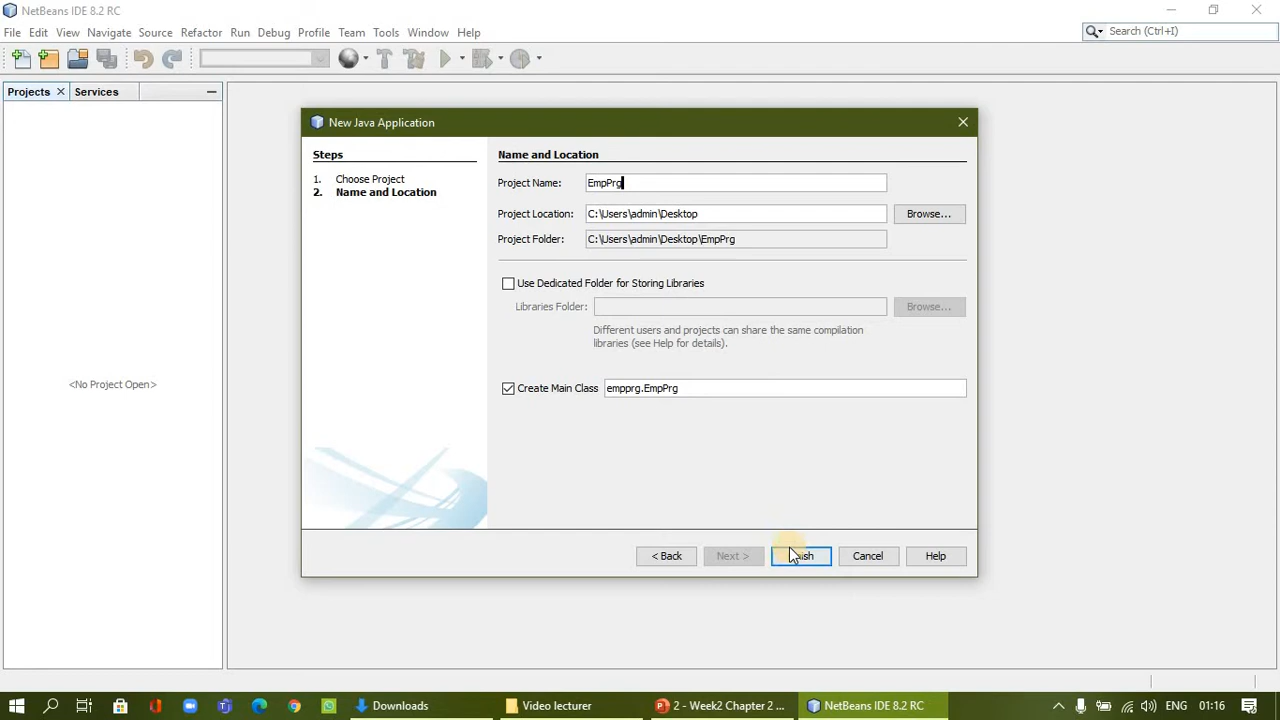 NetBeans IDE 8.2 RC
File Edit View Navigate Source Refactor Run Debug Profile Team Tools Window Help
Search (Ctrl+I)
Projects Services
<No Project Open>
New Java Application
Steps
1. Choose Project
2. Name and Location
Name and Location
Project Name: EmpPrg
Project Location: C:\Users\admin\Desktop Browse...
Project Folder: C:\Users\admin\Desktop\EmpPrg
Use Dedicated Folder for Storing Libraries
Libraries Folder: Browse...
Different users and projects can share the same compilation
libraries (see Help for details).
Create Main Class empprg.EmpPrg
< Back Next > Cancel Help
Downloads Video lecturer 2 - Week2 Chapter 2 ... NetBeans IDE 8.2 RC ENG 01:16